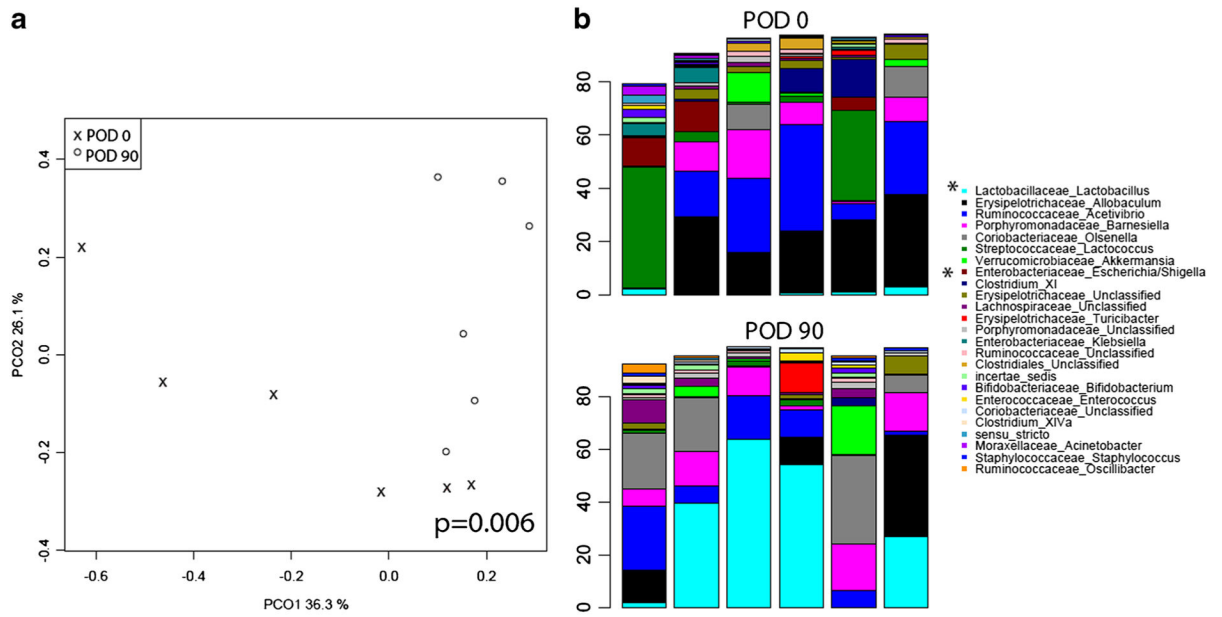 a
x POD 0
o POD 90
0.4
0.2
0.0
-0.2
-0.4
PCO2 26.1 %
-0.6
-0.4
-0.2
0.0
0.2
PCO1 36.3 %
p=0.006
b
POD 0
80
60
40
20
0
POD 90
80
60
40
20
0
* Lactobacillaceae_Lactobacillus
Erysipelotrichaceae_Allobaculum
Ruminococcaceae_Acetivibrio
Porphyromonadaceae_Barnesiella
Coriobacteriaceae_Olsenella
Streptococcaceae_Lactococcus
Verrucomicrobiaceae_Akkermansia
* Enterobacteriaceae_Escherichia/Shigella
Clostridium_XI
Erysipelotrichaceae_Unclassified
Lachnospiraceae_Unclassified
Erysipelotrichaceae_Turicibacter
Porphyromonadaceae_Unclassified
Enterobacteriaceae_Klebsiella
Ruminococcaceae_Unclassified
Clostridiales_Unclassified
incertae_sedis
Bifidobacteriaceae_Bifidobacterium
Enterococcaceae_Enterococcus
Coriobacteriaceae_Unclassified
Clostridium_XIVa
sensu_stricto
Moraxellaceae_Acinetobacter
Staphylococcaceae_Staphylococcus
Ruminococcaceae_Oscillibacter